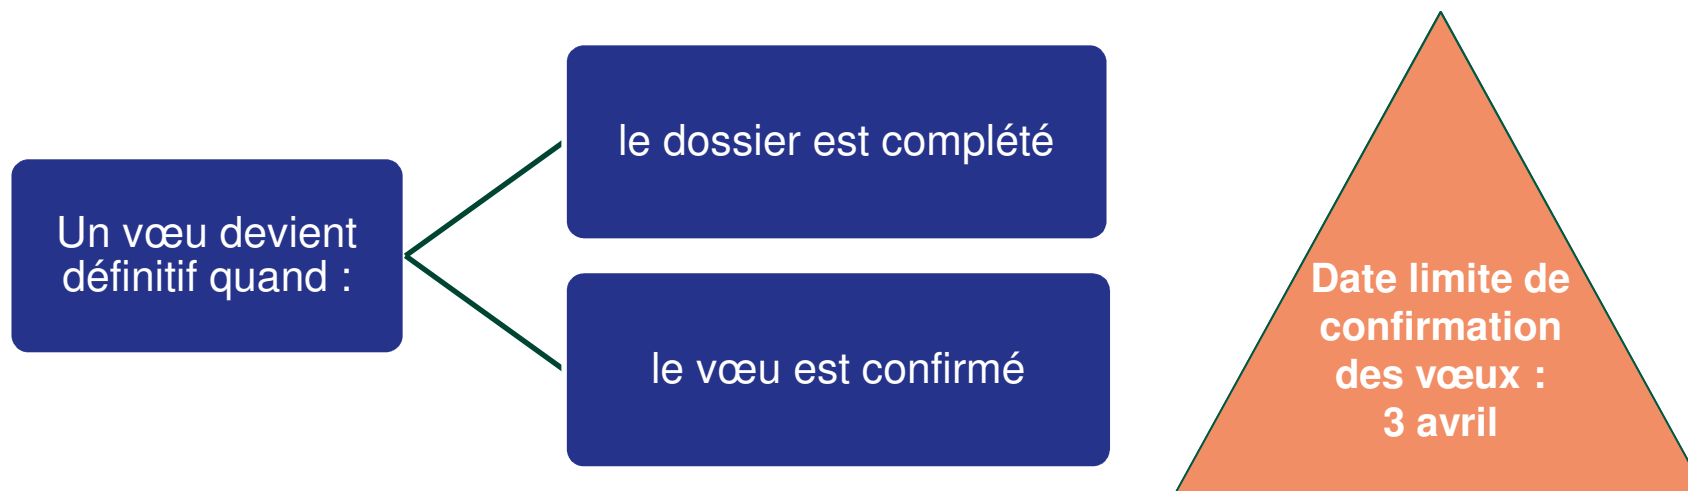 Un vœu devient
définitif quand :
le dossier est complété
le vœu est confirmé
Date limite de
confirmation
des vœux :
3 avril